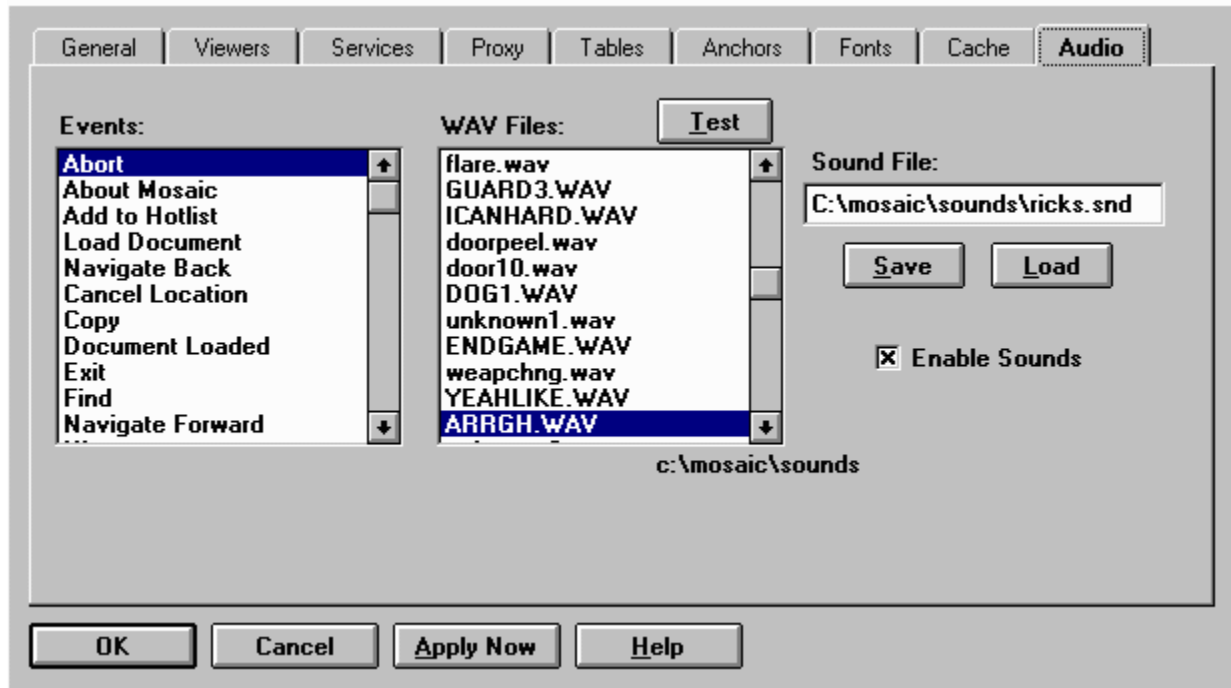 General Viewers Services Proxy Tables Anchors Fonts Cache Audio
Events:
Abort
About Mosaic
Add to Hotlist
Load Document
Navigate Back
Cancel Location
Copy
Document Loaded
Exit
Find
Navigate Forward
WAV Files:
Test
flare.wav
GUARD3.WAV
ICANHARD.WAV
doorpeel.wav
door10.wav
DOG1.WAV
unknown1.wav
ENDGAME.WAV
weapchng.wav
YEAHLIKE.WAV
ARRGH.WAV
c:\mosaic\sounds
Sound File:
C:\mosaic\sounds\ricks.snd
Save Load
Enable Sounds
OK Cancel Apply Now Help